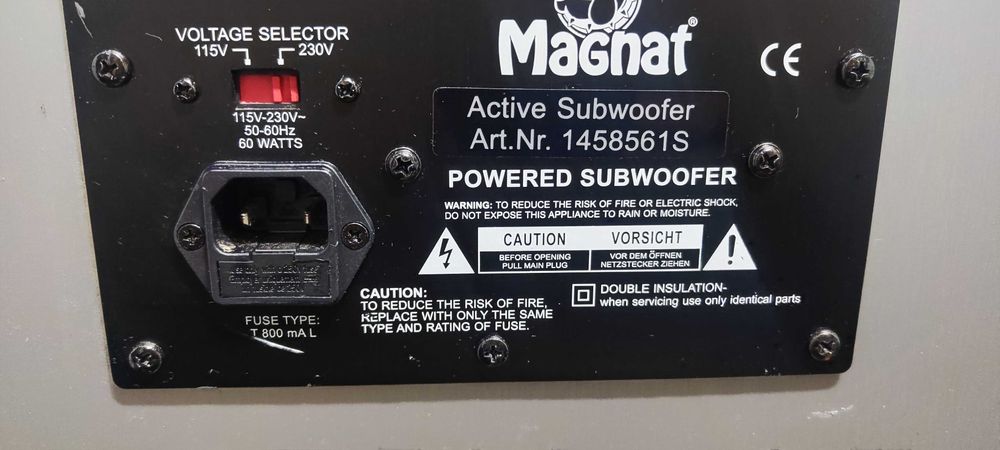 VOLTAGE SELECTOR
115V 230V
115V-230V~
50-60Hz
60 WATTS
Magnat®
CE
Active Subwoofer
Art.Nr. 1458561S
POWERED SUBWOOFER
WARNING: TO REDUCE THE RISK OF FIRE OR ELECTRIC SHOCK,
DO NOT EXPOSE THIS APPLIANCE TO RAIN OR MOISTURE.
CAUTION
BEFORE OPENING
PULL MAIN PLUG
VORSICHT
VOR DEM ÖFFNEN
NETZSTECKER ZIEHEN
DOUBLE INSULATION-
when servicing use only identical parts
CAUTION:
TO REDUCE THE RISK OF FIRE,
REPLACE WITH ONLY THE SAME
TYPE AND RATING OF FUSE.
FUSE TYPE:
T 800 mA L